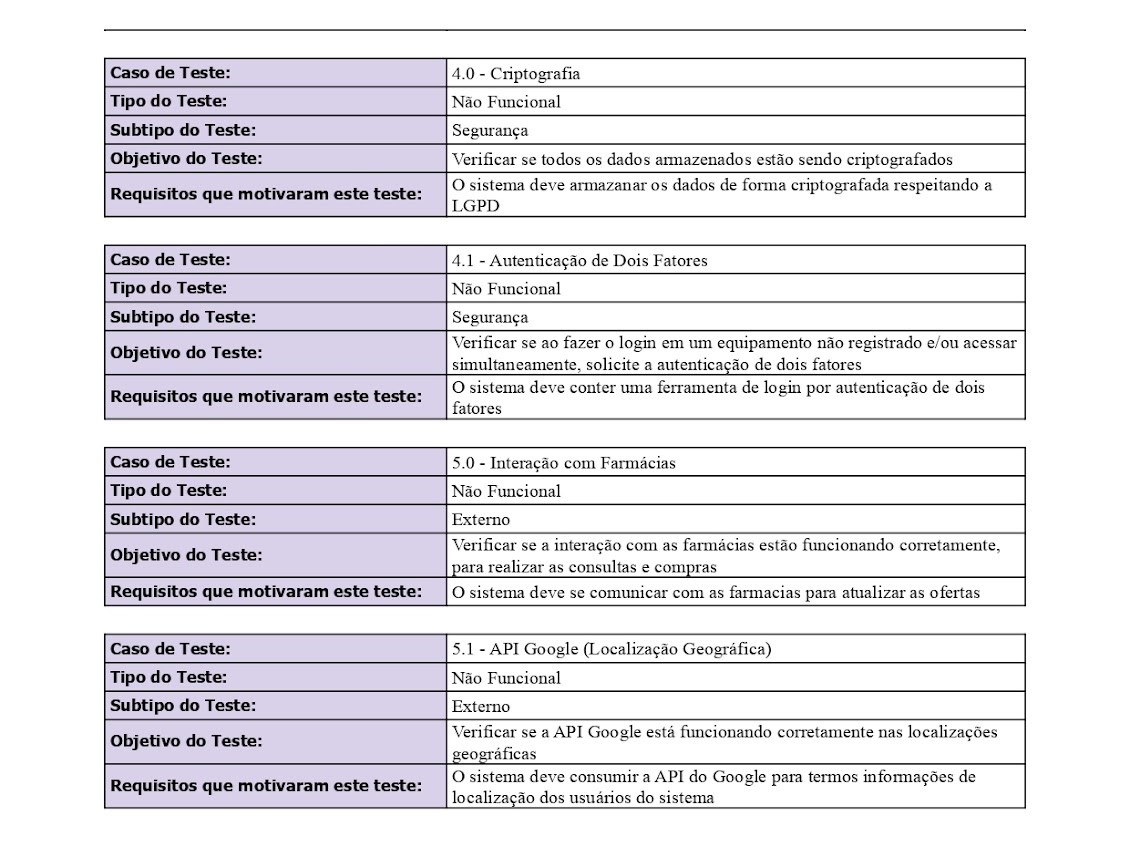 Caso de Teste: 4.0 - Criptografia
Tipo do Teste: Não Funcional
Subtipo do Teste: Segurança
Objetivo do Teste: Verificar se todos os dados armazenados estão sendo criptografados
Requisitos que motivaram este teste: O sistema deve armazanar os dados de forma criptografada respeitando a
LGPD
Caso de Teste: 4.1 - Autenticação de Dois Fatores
Tipo do Teste: Não Funcional
Subtipo do Teste: Segurança
Objetivo do Teste: Verificar se ao fazer o login em um equipamento não registrado e/ou acessar
simultaneamente, solicite a autenticação de dois fatores
Requisitos que motivaram este teste: O sistema deve conter uma ferramenta de login por autenticação de dois
fatores
Caso de Teste: 5.0 - Interação com Farmácias
Tipo do Teste: Não Funcional
Subtipo do Teste: Externo
Objetivo do Teste: Verificar se a interação com as farmácias estão funcionando corretamente,
para realizar as consultas e compras
Requisitos que motivaram este teste: O sistema deve se comunicar com as farmacias para atualizar as ofertas
Caso de Teste: 5.1 - API Google (Localização Geográfica)
Tipo do Teste: Não Funcional
Subtipo do Teste: Externo
Objetivo do Teste: Verificar se a API Google está funcionando corretamente nas localizações
geográficas
Requisitos que motivaram este teste: O sistema deve consumir a API do Google para termos informações de
localização dos usuários do sistema